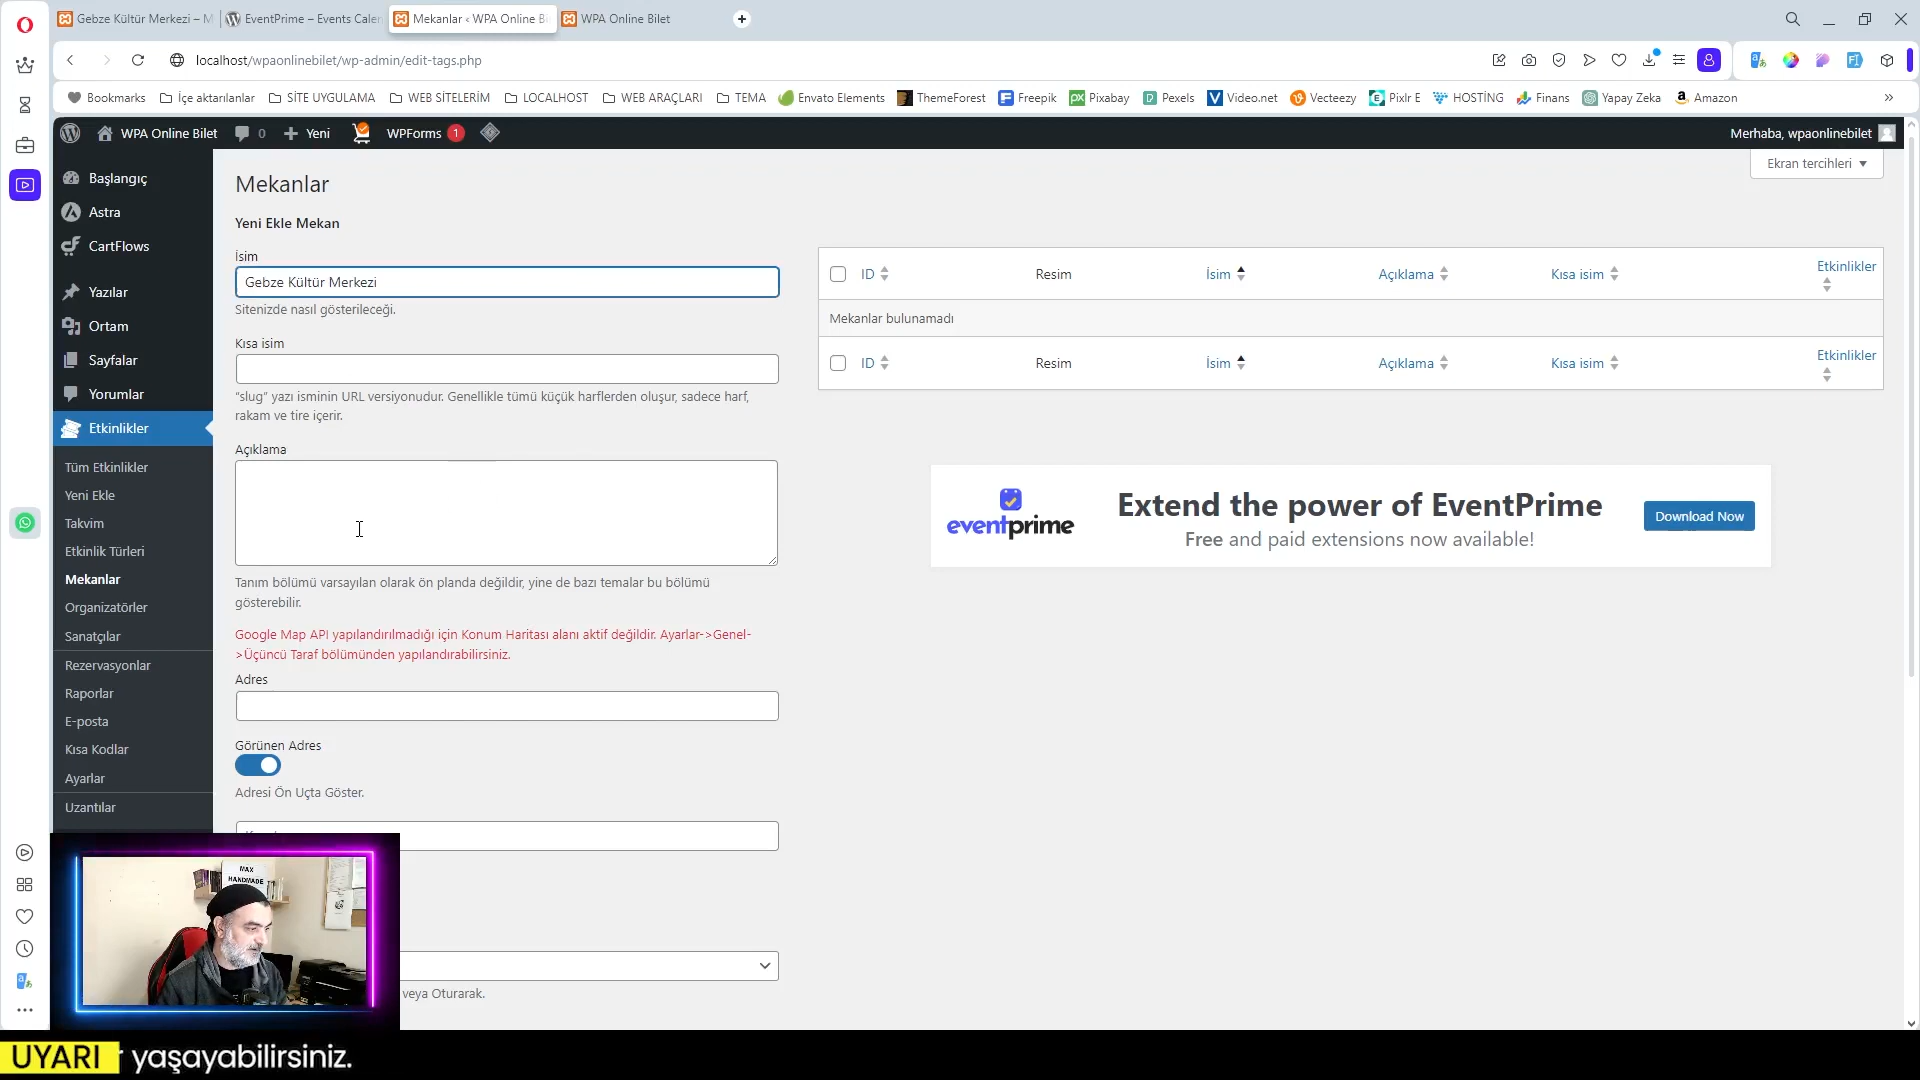 Gebze Kültür Merkezi – M
EventPrime – Events Calen
Mekanlar ‹ WPA Online Bi
WPA Online Bilet
localhost/wpaonlinebilet/wp-admin/edit-tags.php
Bookmarks
İçe aktarılanlar
SİTE UYGULAMA
WEB SİTELERİM
LOCALHOST
WEB ARAÇLARI
TEMA
Envato Elements
ThemeForest
Freepik
Pixabay
Pexels
Video.net
Vecteezy
Pixlr E
HOSTİNG
Finans
Yapay Zeka
Amazon
WPA Online Bilet
0
Yeni
WPForms 1
Merhaba, wpaonlinebilet
Ekran tercihleri
Başlangıç
Astra
CartFlows
Yazılar
Ortam
Sayfalar
Yorumlar
Etkinlikler
Tüm Etkinlikler
Yeni Ekle
Takvim
Etkinlik Türleri
Mekanlar
Organizatörler
Sanatçılar
Rezervasyonlar
Raporlar
E-posta
Kısa Kodlar
Ayarlar
Uzantılar
Mekanlar
Yeni Ekle Mekan
İsim
Gebze Kültür Merkezi
Sitenizde nasıl gösterileceği.
Kısa isim
"slug" yazı isminin URL versiyonudur. Genellikle tümü küçük harflerden oluşur, sadece harf,
rakam ve tire içerir.
Açıklama
Tanım bölümü varsayılan olarak ön planda değildir, yine de bazı temalar bu bölümü
gösterebilir.
Google Map API yapılandırılmadığı için Konum Haritası alanı aktif değildir. Ayarlar->Genel-
>Üçüncü Taraf bölümünden yapılandırabilirsiniz.
Adres
Görünen Adres
Adresi Ön Uçta Göster.
veya Oturarak.
ID
Resim
İsim
Açıklama
Kısa isim
Etkinlikler
Mekanlar bulunamadı
ID
Resim
İsim
Açıklama
Kısa isim
Etkinlikler
eventprime
Extend the power of EventPrime
Free and paid extensions now available!
Download Now
MAX
HANDMADE
UYARI
yaşayabilirsiniz.